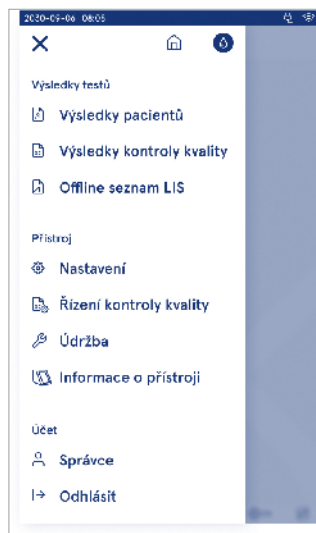 2020-09-06 08:05
Výsledky testů
Výsledky pacientů
Výsledky kontroly kvality
Offline seznam LIS
Přístroj
Nastavení
Řízení kontroly kvality
Údržba
Informace o přístroji
Účet
Správce
Odhlásit